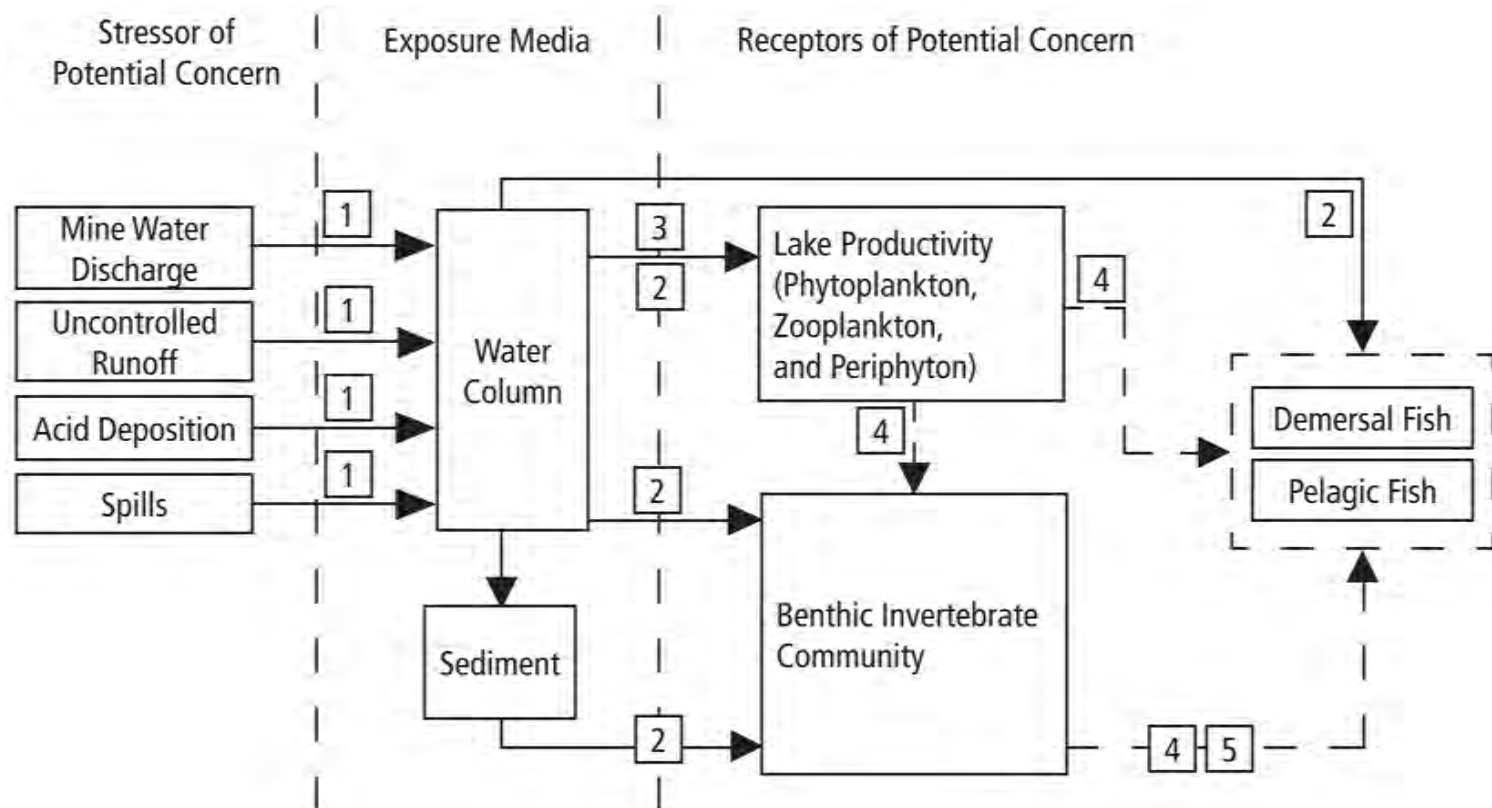 Stressor of
Potential Concern
Exposure Media
Receptors of Potential Concern
Mine Water
Discharge
1
Uncontrolled
Runoff
1
Acid Deposition
1
Spills
1
Water
Column
Sediment
3
2
2
2
Lake Productivity
(Phytoplankton,
Zooplankton,
and Periphyton)
4
4
Benthic Invertebrate
Community
4 5
2
Demersal Fish
Pelagic Fish